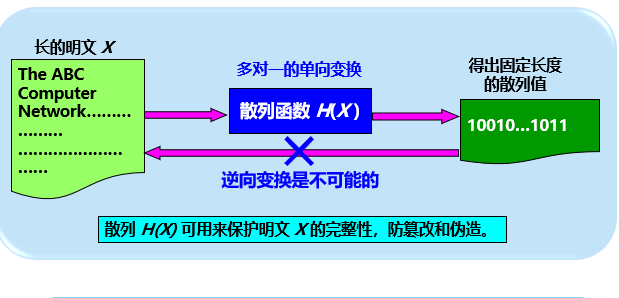 长的明文 X
The ABC
Computer
Network.........
.........
.....................
......
多对一的单向变换
散列函数 H(X)
逆向变换是不可能的
得出固定长度
的散列值
10010...1011
散列 H(X) 可用来保护明文 X 的完整性，防篡改和伪造。